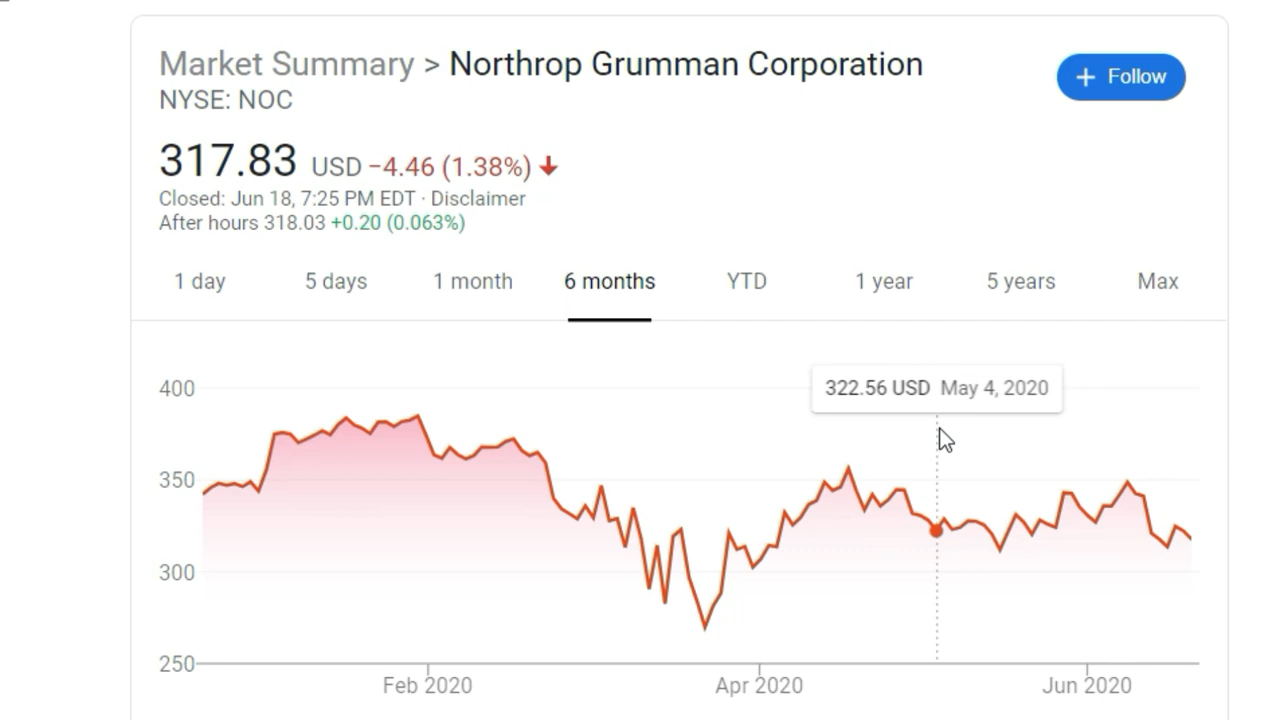 Market Summary > Northrop Grumman Corporation
+ Follow
NYSE: NOC
317.83 USD −4.46 (1.38%)
Closed: Jun 18, 7:25 PM EDT · Disclaimer
After hours 318.03 +0.20 (0.063%)
1 day 5 days 1 month 6 months YTD 1 year 5 years Max
322.56 USD May 4, 2020
400
350
300
250
Feb 2020 Apr 2020 Jun 2020